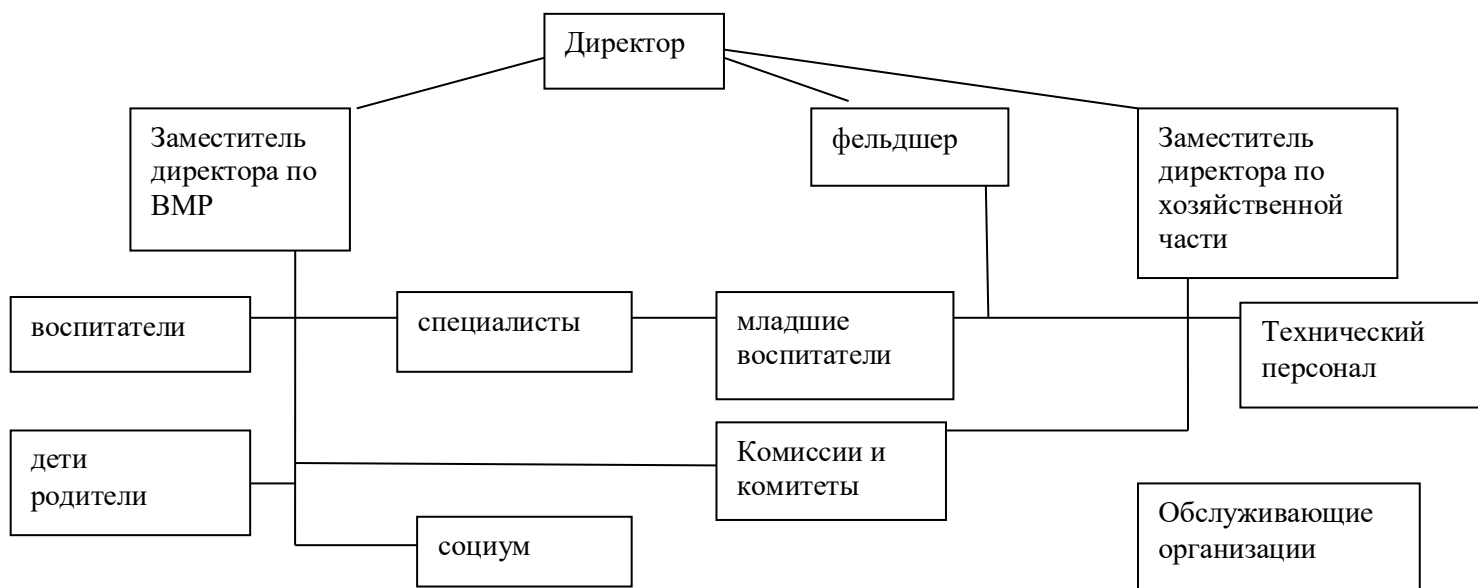 Директор
Заместитель
директора по
ВМР
фельдшер
Заместитель
директора по
хозяйственной
части
воспитатели
специалисты
младшие
воспитатели
Технический
персонал
дети
родители
Комиссии и
комитеты
социум
Обслуживающие
организации